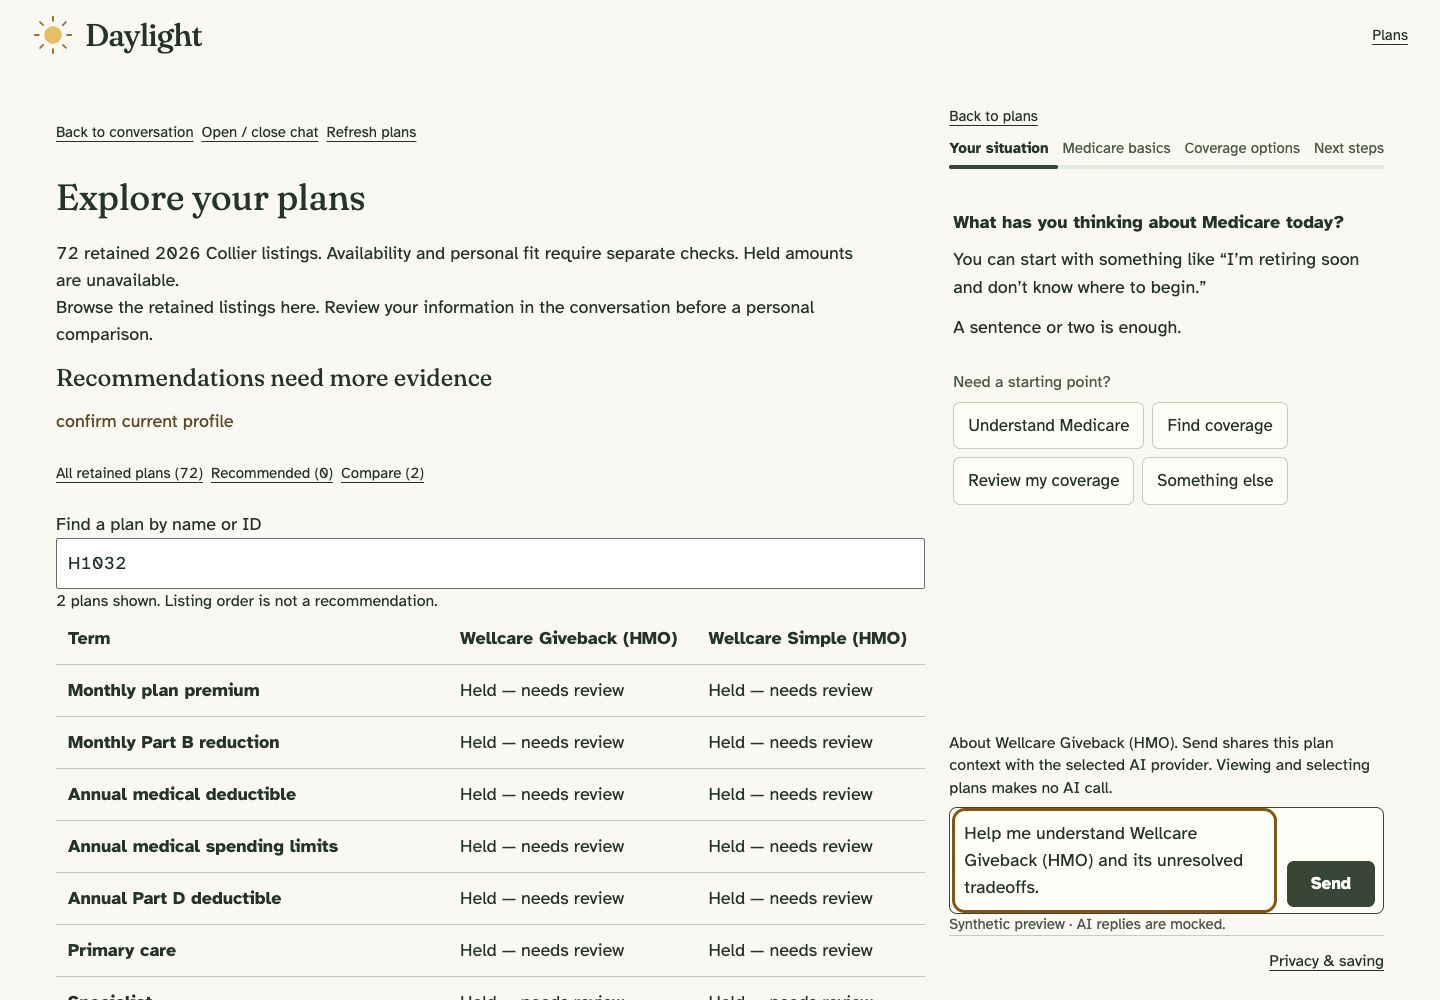 Daylight
Plans
Back to conversation Open / close chat Refresh plans
Explore your plans
72 retained 2026 Collier listings. Availability and personal fit require separate checks. Held amounts
are unavailable.
Browse the retained listings here. Review your information in the conversation before a personal
comparison.
Recommendations need more evidence
confirm current profile
All retained plans (72) Recommended (0) Compare (2)
Find a plan by name or ID
H1032
2 plans shown. Listing order is not a recommendation.
Term Wellcare Giveback (HMO) Wellcare Simple (HMO)
Monthly plan premium Held — needs review Held — needs review
Monthly Part B reduction Held — needs review Held — needs review
Annual medical deductible Held — needs review Held — needs review
Annual medical spending limits Held — needs review Held — needs review
Annual Part D deductible Held — needs review Held — needs review
Primary care Held — needs review Held — needs review
Specialist Held — needs review Held — needs review
Back to plans
Your situation Medicare basics Coverage options Next steps
What has you thinking about Medicare today?
You can start with something like “I’m retiring soon
and don’t know where to begin.”
A sentence or two is enough.
Need a starting point?
Understand Medicare Find coverage
Review my coverage Something else
About Wellcare Giveback (HMO). Send shares this plan
context with the selected AI provider. Viewing and selecting
plans makes no AI call.
Help me understand Wellcare
Giveback (HMO) and its unresolved
tradeoffs.
Send
Synthetic preview · AI replies are mocked.
Privacy & saving